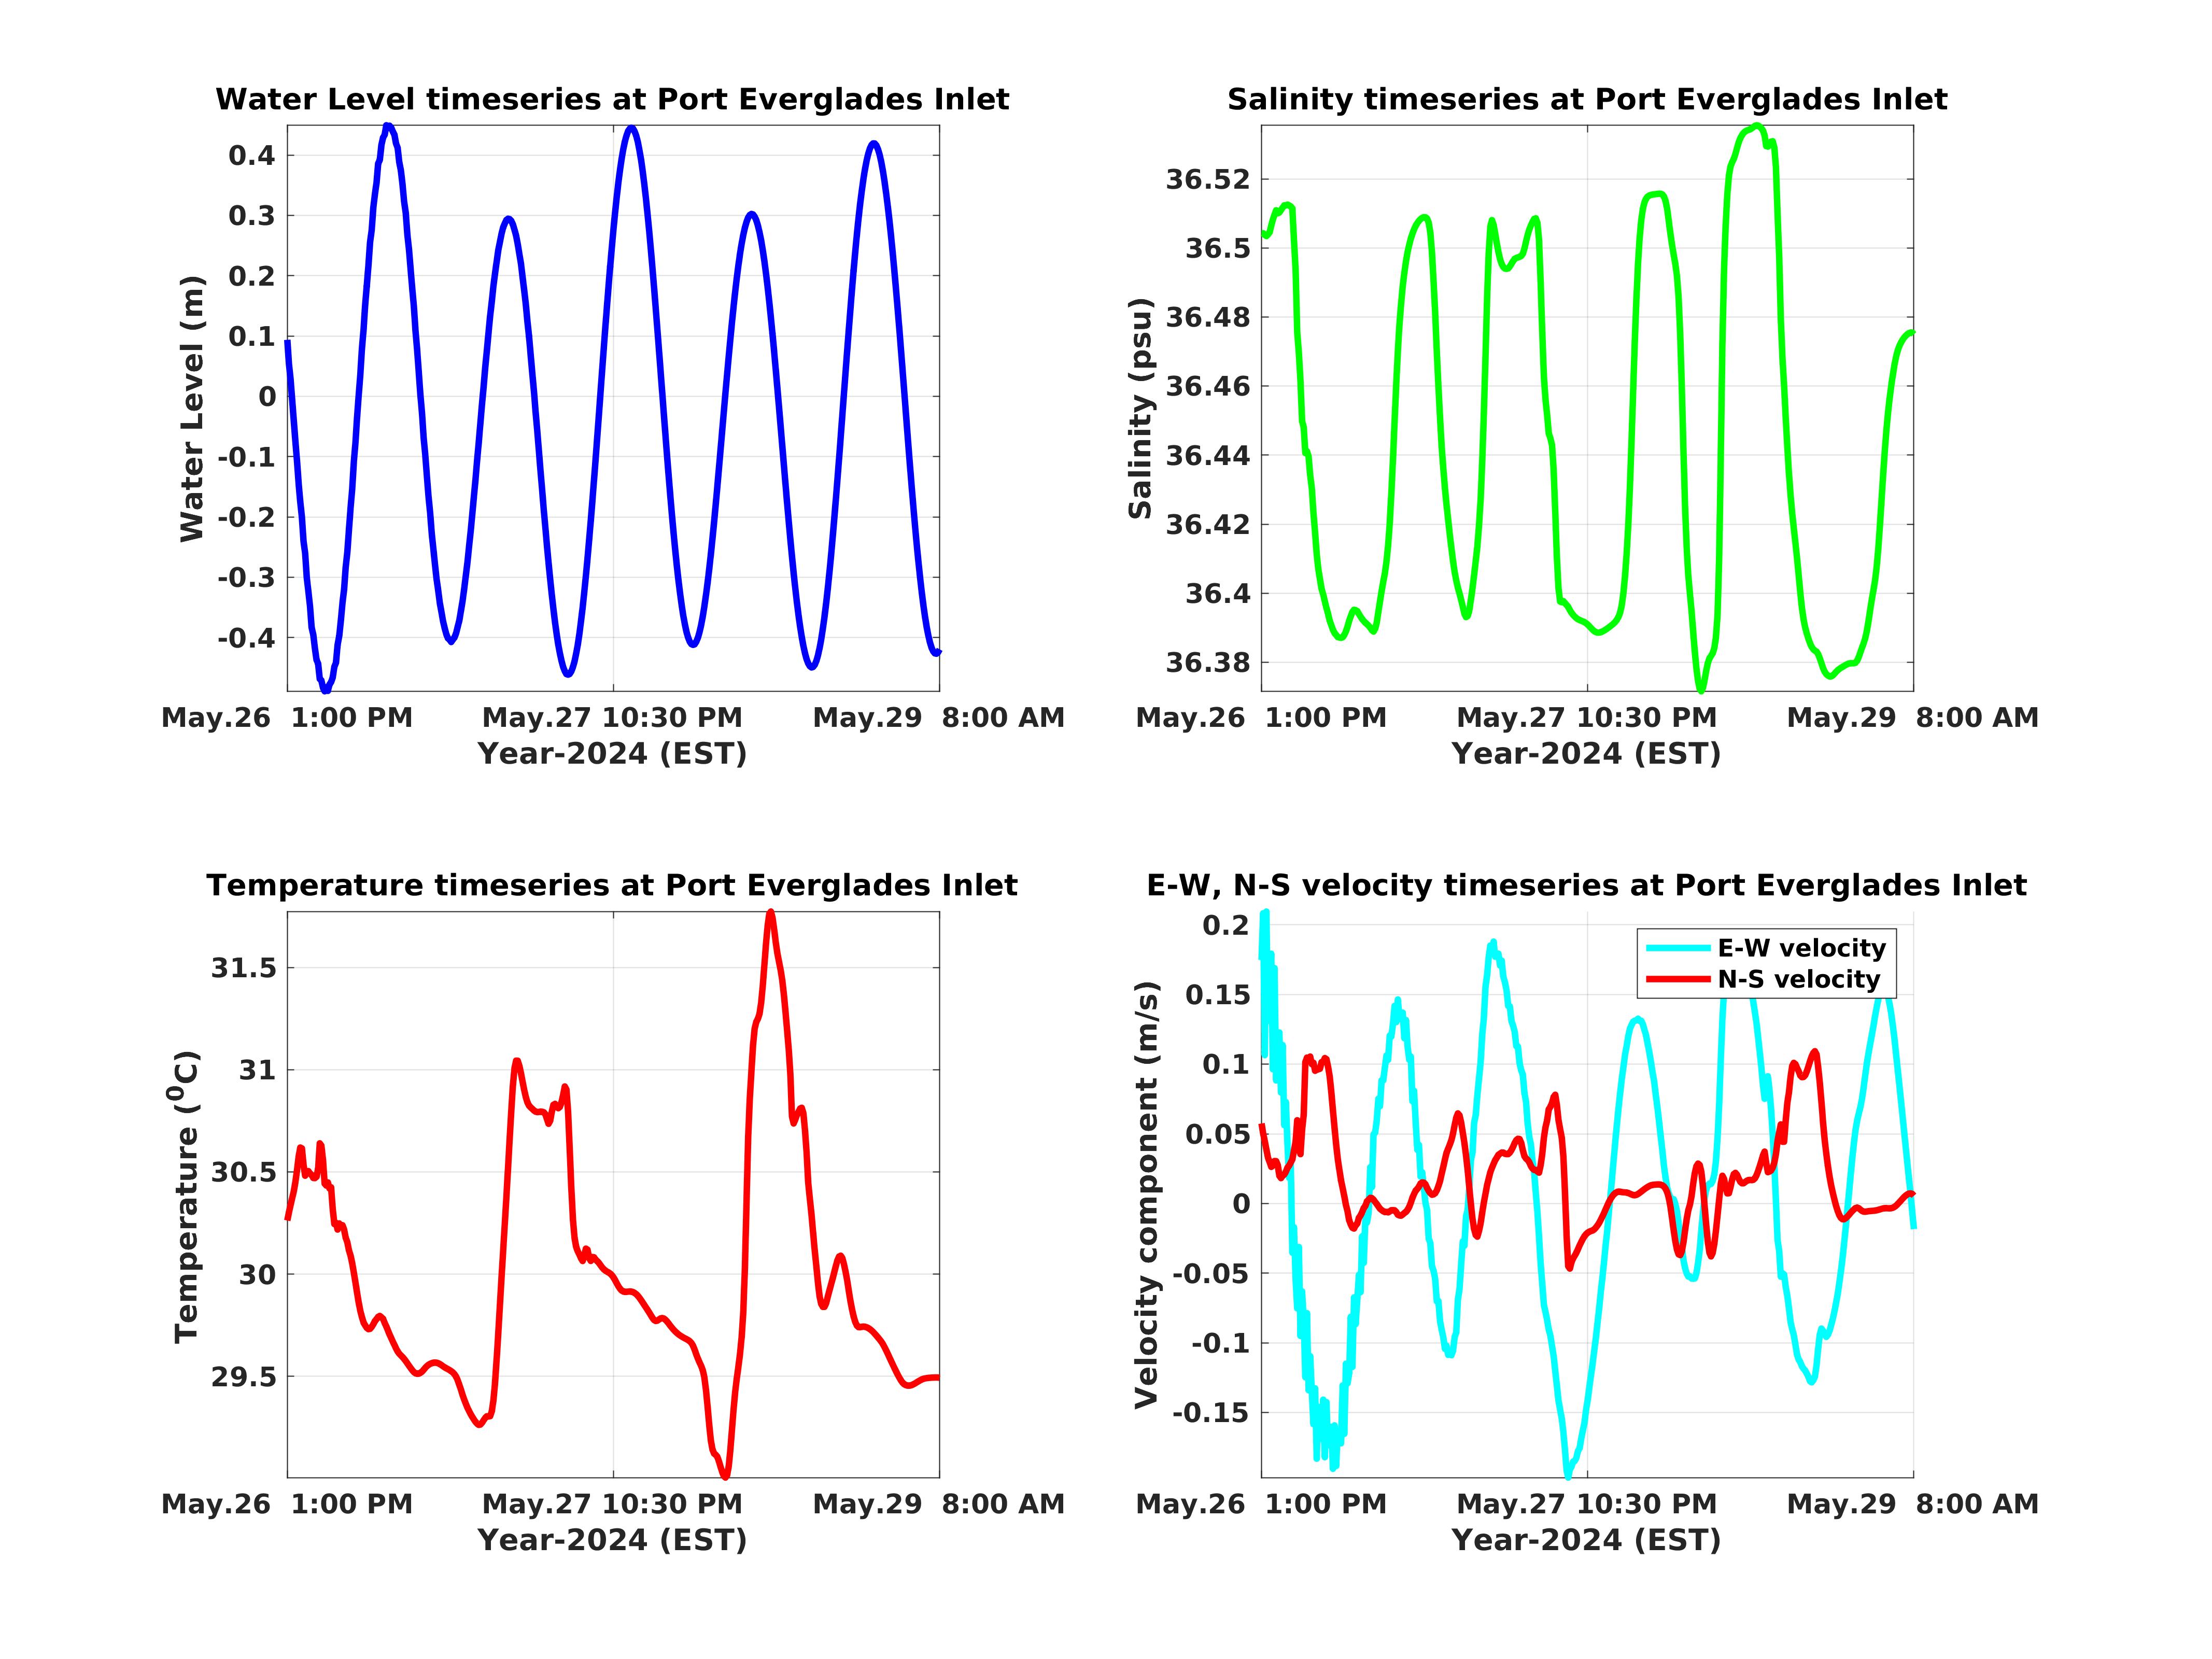 Water Level timeseries at Port Everglades Inlet
Water Level (m)
0.4
0.3
0.2
0.1
0
-0.1
-0.2
-0.3
-0.4
May.26 1:00 PM May.27 10:30 PM May.29 8:00 AM
Year-2024 (EST)
Salinity timeseries at Port Everglades Inlet
Salinity (psu)
36.52
36.5
36.48
36.46
36.44
36.42
36.4
36.38
May.26 1:00 PM May.27 10:30 PM May.29 8:00 AM
Year-2024 (EST)
Temperature timeseries at Port Everglades Inlet
Temperature (⁰C)
31.5
31
30.5
30
29.5
May.26 1:00 PM May.27 10:30 PM May.29 8:00 AM
Year-2024 (EST)
E-W, N-S velocity timeseries at Port Everglades Inlet
Velocity component (m/s)
0.2
0.15
0.1
0.05
0
-0.05
-0.1
-0.15
E-W velocity
N-S velocity
May.26 1:00 PM May.27 10:30 PM May.29 8:00 AM
Year-2024 (EST)